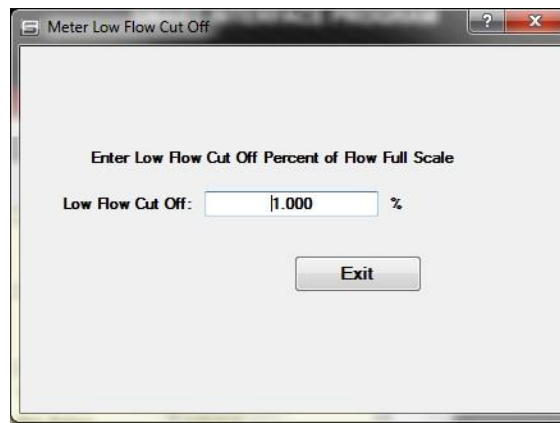 Meter Low Flow Cut Off
?
Enter Low Flow Cut Off Percent of Flow Full Scale
Low Flow Cut Off: 1.000 %
Exit